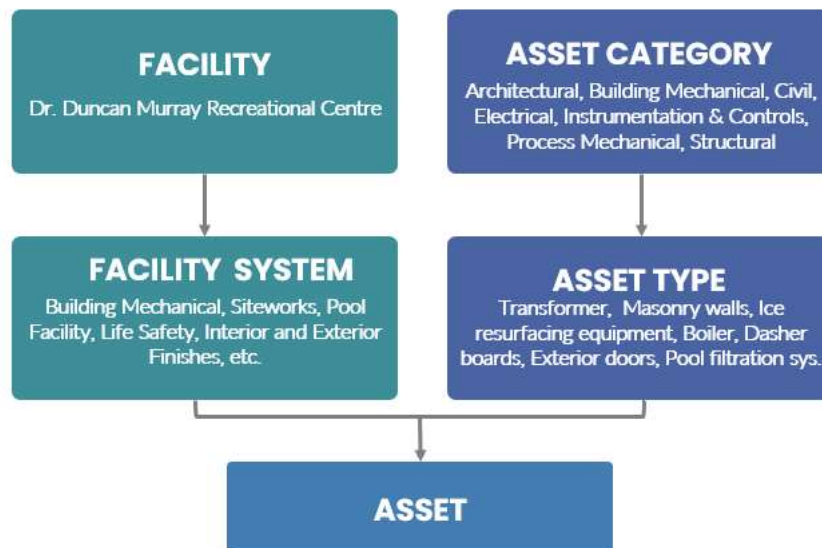 FACILITY
Dr. Duncan Murray Recreational Centre
ASSET CATEGORY
Architectural, Building Mechanical, Civil,
Electrical, Instrumentation & Controls,
Process Mechanical, Structural
FACILITY SYSTEM
Building Mechanical, Siteworks, Pool
Facility, Life Safety, Interior and Exterior
Finishes, etc.
ASSET TYPE
Transformer, Masonry walls, Ice
resurfacing equipment, Boiler, Dasher
boards, Exterior doors, Pool filtration sys.
ASSET